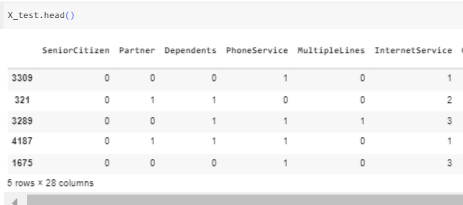 X_test.head()
SeniorCitizen Partner Dependents PhoneService MultipleLines InternetService
3309 0 0 0 1 0 1
321 0 1 1 0 0 2
3289 0 0 1 1 1 3
4187 0 1 1 1 0 1
1675 0 0 0 1 0 3
5 rows × 28 columns